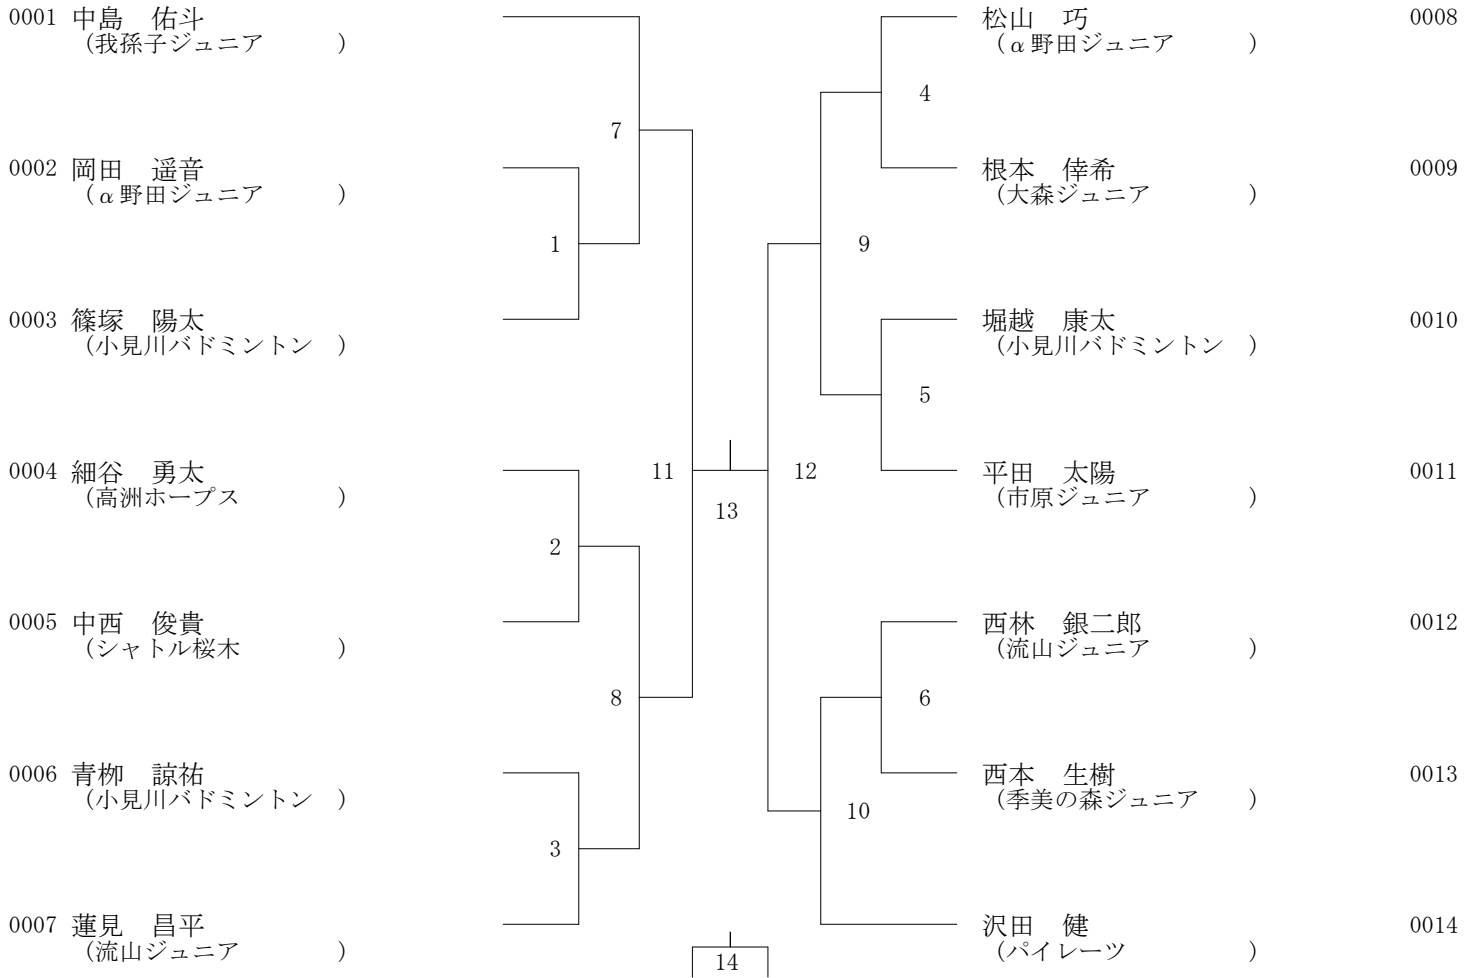 0001 中島　佑斗
（我孫子ジュニア　　　）
7
0002 岡田　遥音
（α野田ジュニア　　　）
1
0003 篠塚　陽太
（小見川バドミントン　）
0004 細谷　勇太
（高洲ホープス　　　　）
11
2
0005 中西　俊貴
（シャトル桜木　　　　）
8
0006 青栁　諒祐
（小見川バドミントン　）
3
0007 蓮見　昌平
（流山ジュニア　　　　）
13
14
松山　巧 0008
（α野田ジュニア　　　）
4
根本　倖希 0009
（大森ジュニア　　　　）
9
堀越　康太 0010
（小見川バドミントン　）
5
12
平田　太陽 0011
（市原ジュニア　　　　）
西林　銀二郎 0012
（流山ジュニア　　　　）
6
西本　生樹 0013
（季美の森ジュニア　　）
10
沢田　健 0014
（パイレーツ　　　　　）